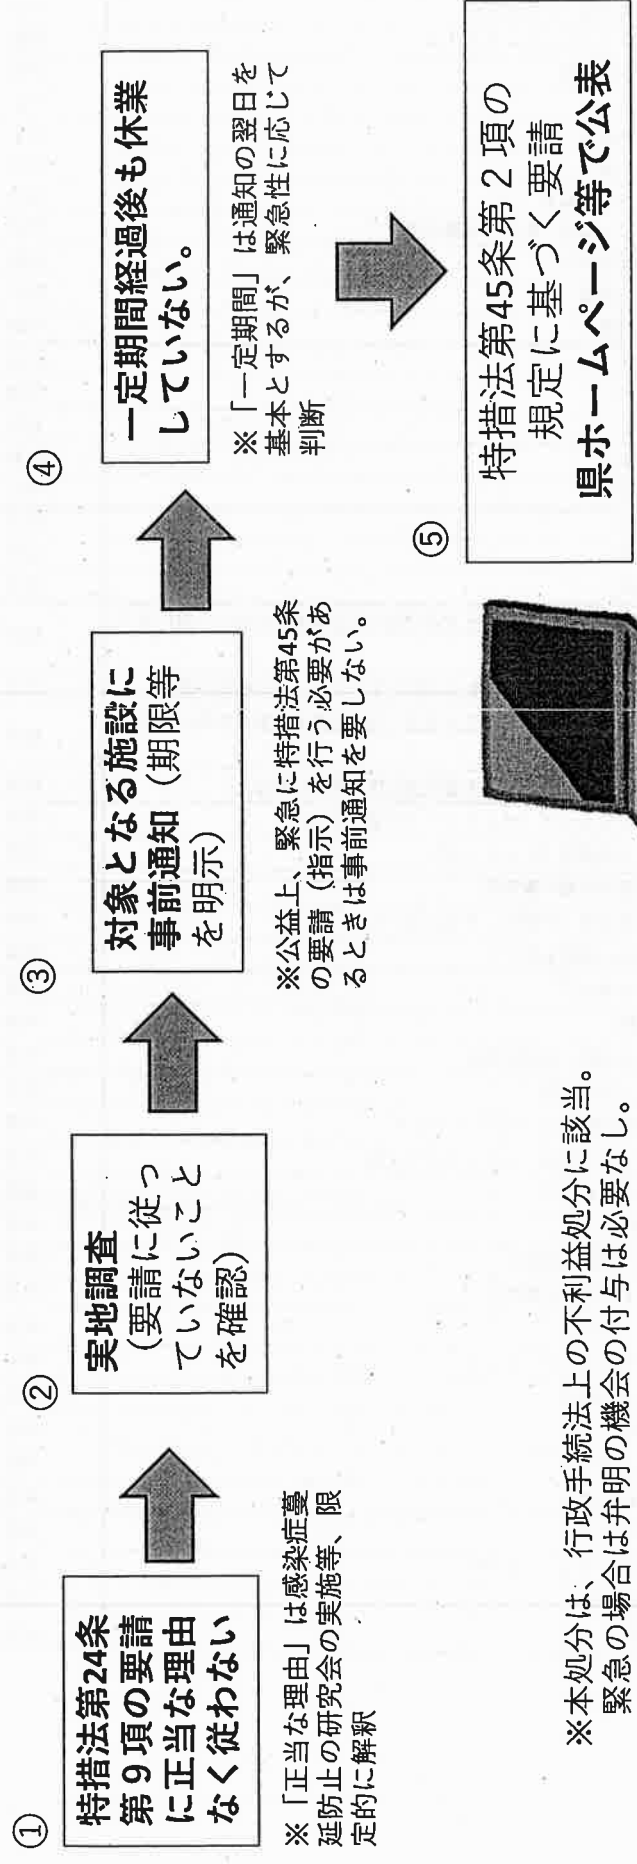 ①
特措法第24条
第９項の要請
に正当な理由
なく従わない
※「正当な理由」は感染症蔓
延防止の研究会の実施等、限
定的に解釈
②
実地調査
（要請に従っ
ていないこと
を確認）
③
対象となる施設に
事前通知（期限等
を明示）
※公益上、緊急に特措法第45条
の要請（指示）を行う必要があ
るときは事前通知を要しない。
④
一定期間経過後も休業
していない。
※「一定期間」は通知の翌日を
基本とするが、緊急性に応じて
判断
⑤
特措法第45条第２項の
規定に基づく要請
県ホームページ等で公表
※本処分は、行政手続法上の不利益処分に該当。
緊急の場合は弁明の機会の付与は必要なし。